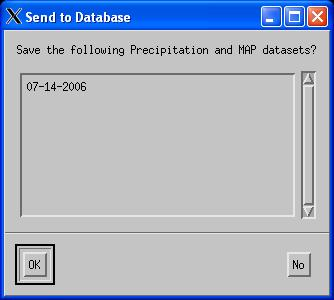 Send to Database
Save the following Precipitation and MAP datasets?
07-14-2006
OK
No